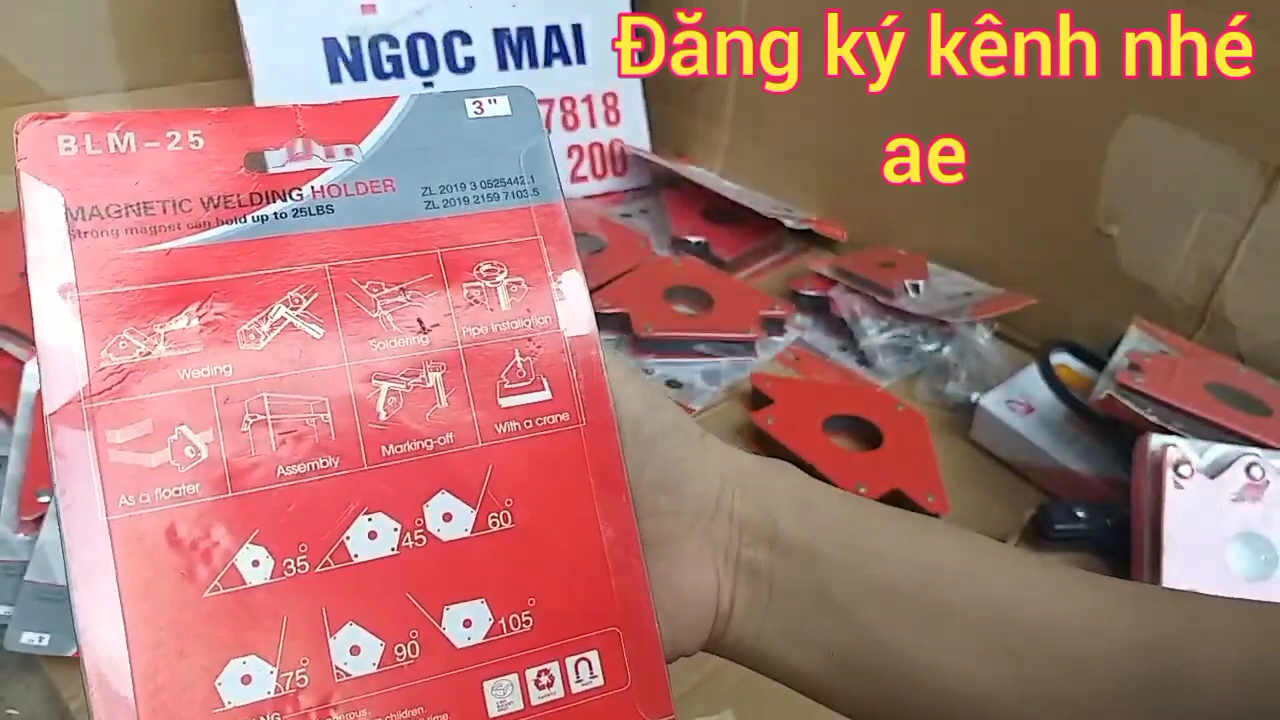 NGỌC MAI
Đăng ký kênh nhé
ae
7818
200
3"
BLM-25
MAGNETIC WELDING HOLDER
Strong magnet can hold up to 25LBS
ZL 2019 3 0525442.1
ZL 2019 2159 7103.5
Weding
Soldering
Pipe installation
As a floater
Assembly
Marking-off
With a crane
35°
45°
60°
75°
90°
105°
children.
time.